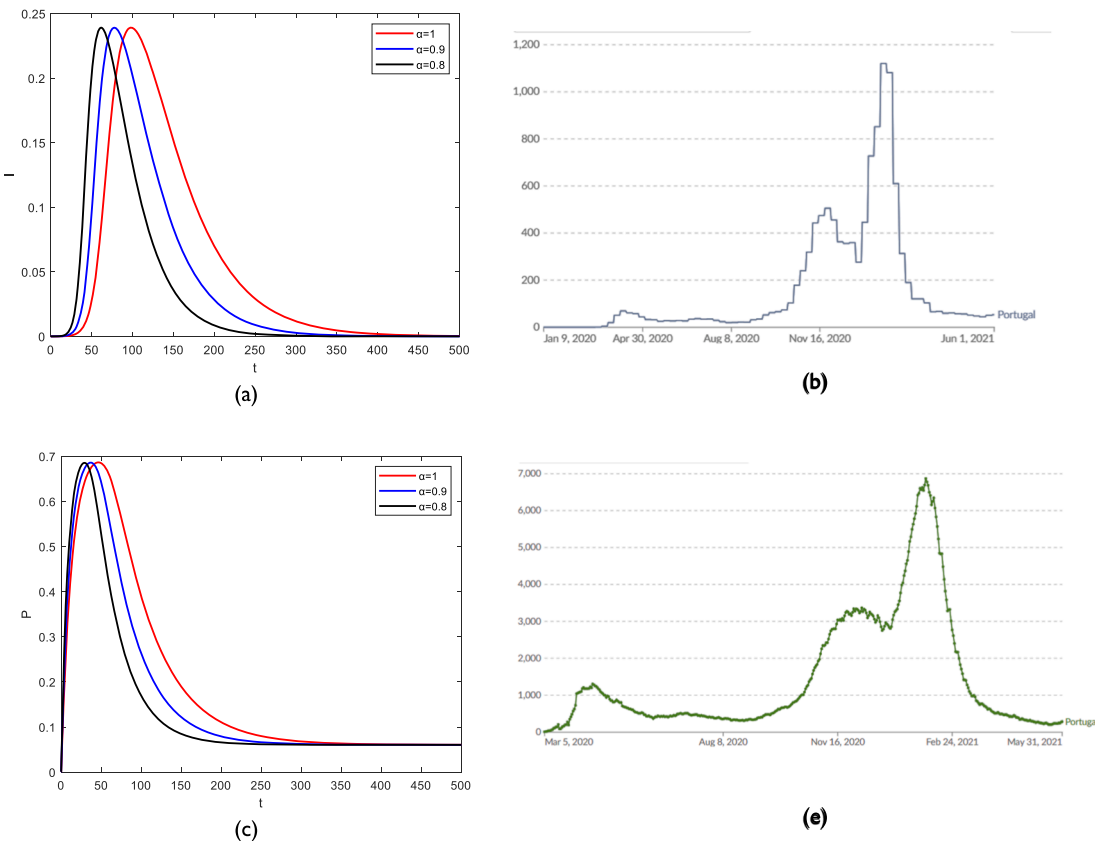 0.25
0.2
0.15
0.1
0.05
0
I
0 50 100 150 200 250 300 350 400 450 500
t
α=1
α=0.9
α=0.8
(a)
1,200
1,000
800
600
400
200
0
Jan 9, 2020 Apr 30, 2020 Aug 8, 2020 Nov 16, 2020 Jun 1, 2021
Portugal
(b)
0.7
0.6
0.5
0.4
0.3
0.2
0.1
0
P
0 50 100 150 200 250 300 350 400 450 500
t
α=1
α=0.9
α=0.8
(c)
7,000
6,000
5,000
4,000
3,000
2,000
1,000
0
Mar 5, 2020 Aug 8, 2020 Nov 16, 2020 Feb 24, 2021 May 31, 2021
Portuga
(e)